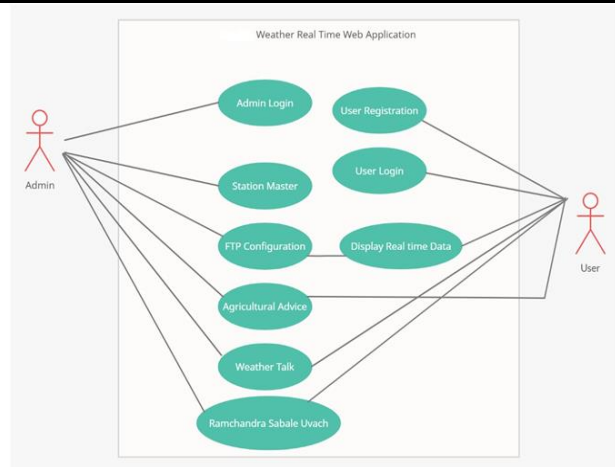 Weather Real Time Web Application
Admin Login
User Registration
User Login
Admin
Station Master
FTP Configuration
Display Real time Data
User
Agricultural Advice
Weather Talk
Ramchandra Sabale Uvach